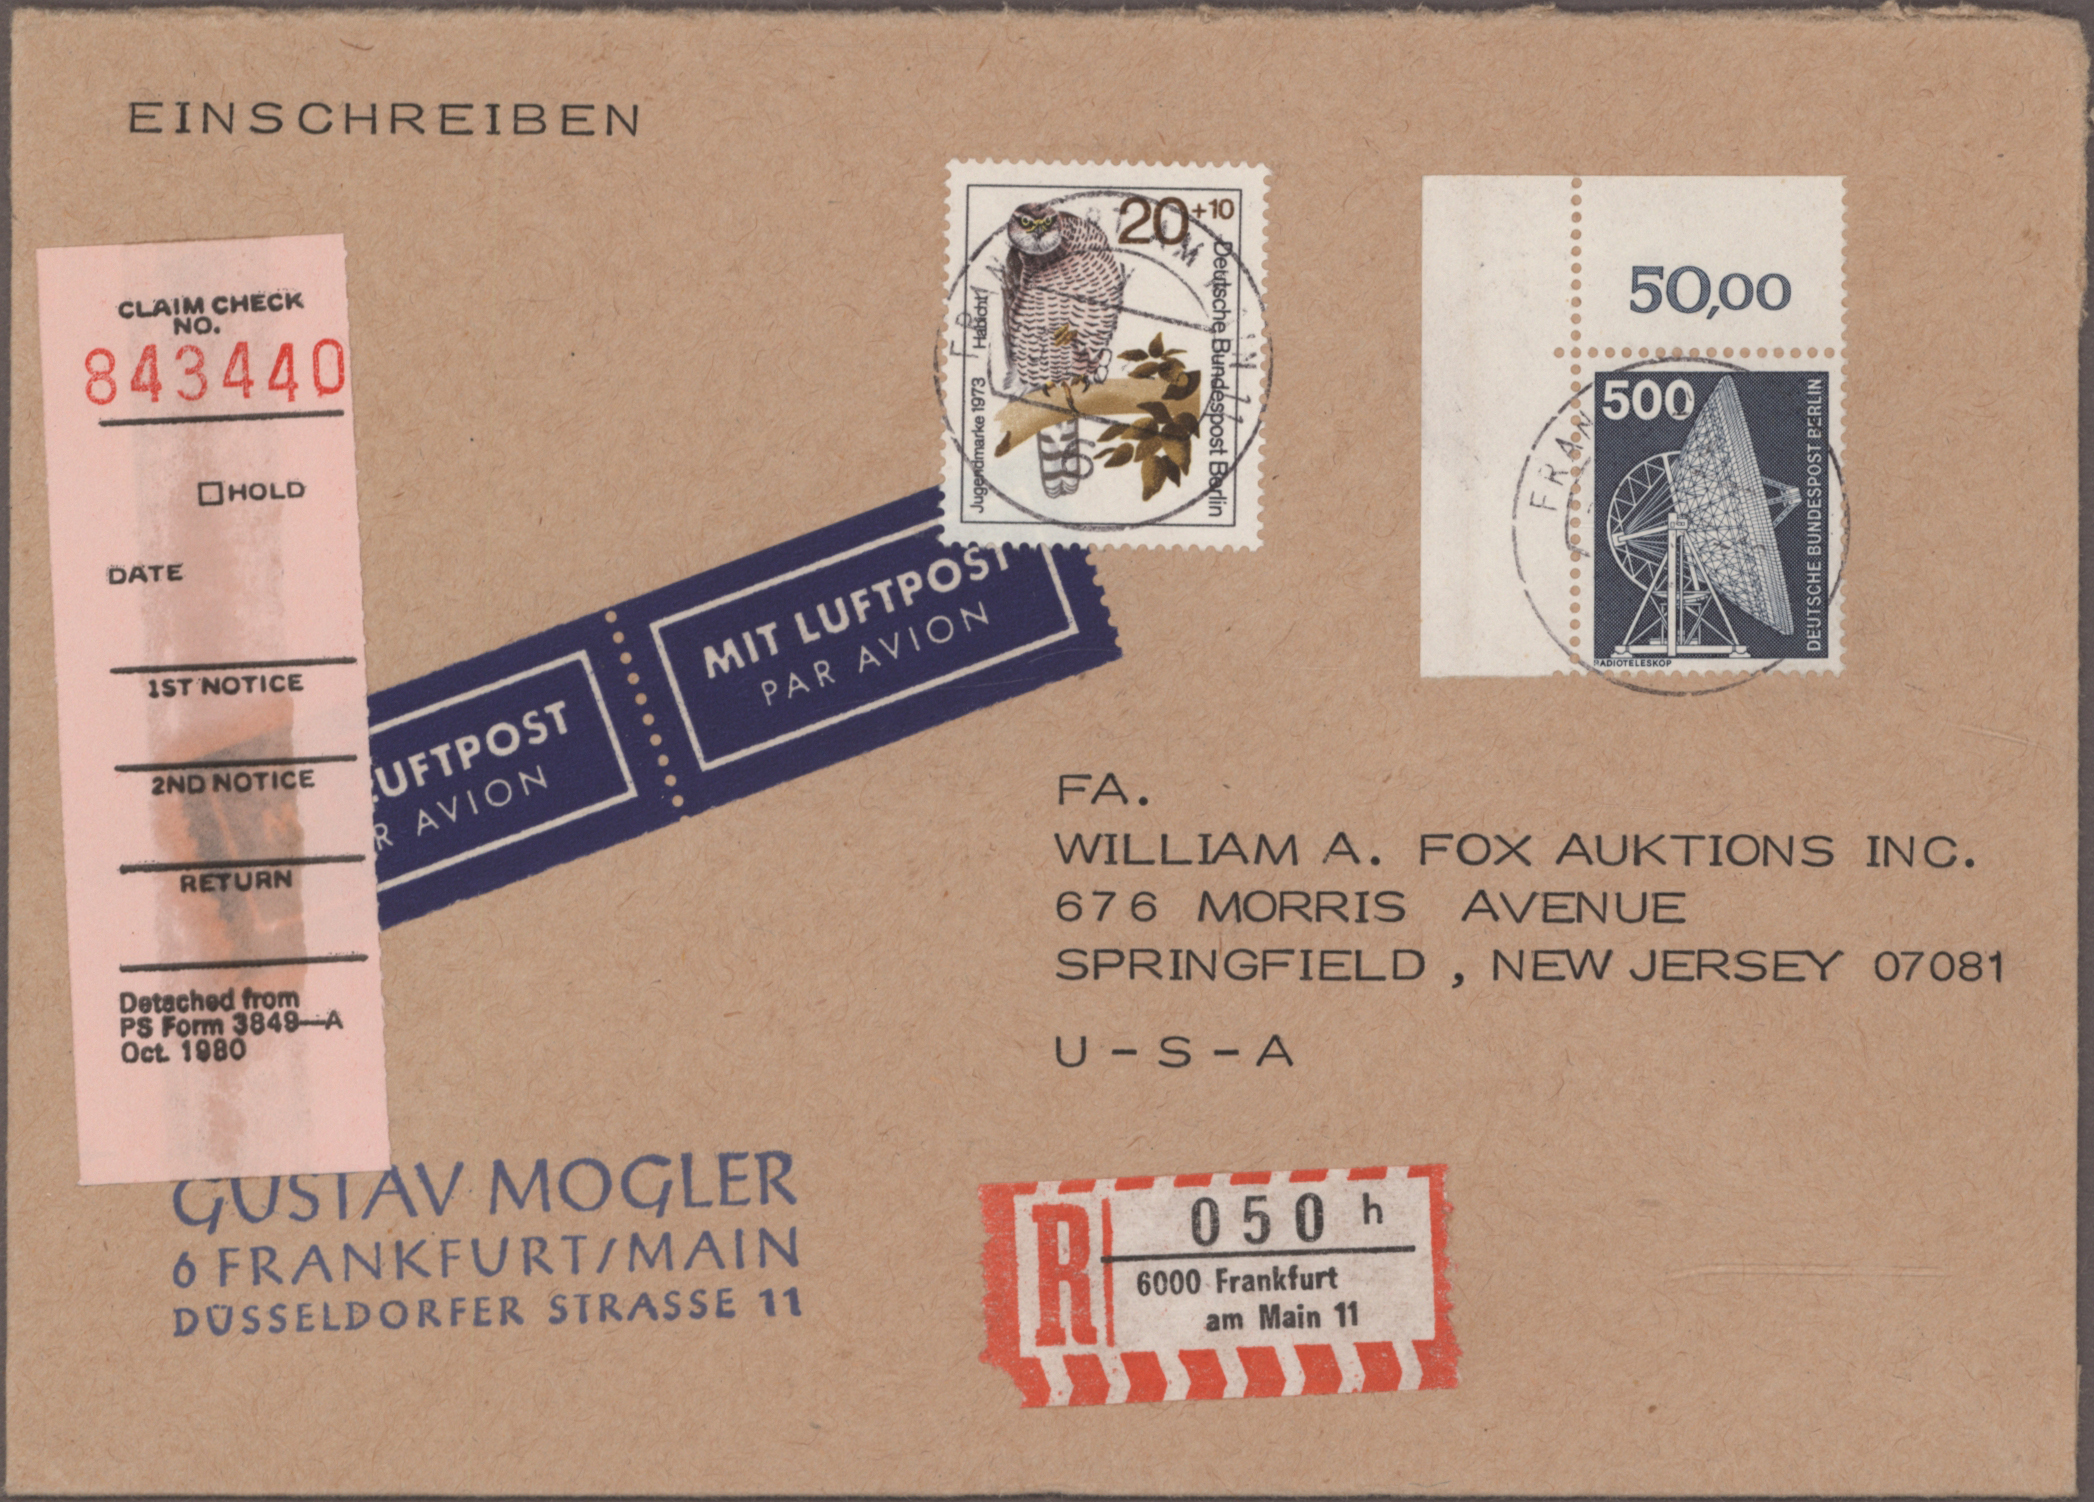 EINSCHREIBEN
CLAIM CHECK
NO.
843440
HOLD
DATE
1ST NOTICE
2ND NOTICE
RETURN
Detached from
PS Form 3849—A
Oct. 1980
LUFTPOST
R AVION
MIT LUFTPOST
PAR AVION
20+10
Deutsche Bundespost Berlin
Jugendmarke 1973 Habicht
50,00
500
DEUTSCHE BUNDESPOST BERLIN
RADIOTELESKOP
FRAN
FA.
WILLIAM A. FOX AUKTIONS INC.
676 MORRIS AVENUE
SPRINGFIELD , NEW JERSEY 07081
U - S - A
GUSTAV MOGLER
6 FRANKFURT/MAIN
DÜSSELDORFER STRASSE 11
R 050 h
6000 Frankfurt
am Main 11